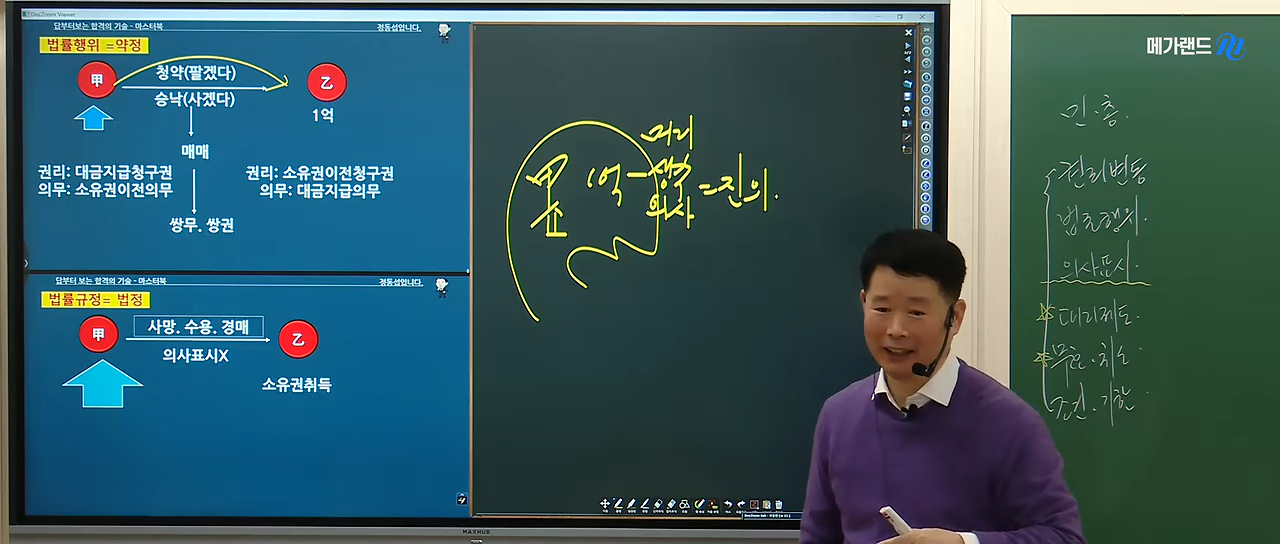 DocZoom Viewer
답부터보는 합격의 기술 - 마스터북
정동섭입니다.
법률행위 =약정
甲
청약(팔겠다)
승낙(사겠다)
乙
1억
매매
권리: 대금지급청구권
의무: 소유권이전의무
권리: 소유권이전청구권
의무: 대금지급의무
쌍무. 쌍권
답부터 보는 합격의 기술 - 마스터북
정동섭입니다.
법률규정= 법정
甲
사망. 수용. 경매
의사표시X
乙
소유권취득
머리
甲 1억 - 생각
의사 = 진의.
MAXHUB
메가랜드
민.총
권리변동
법률행위.
의사표시.
대리제도.
무효.취소
조건.기한